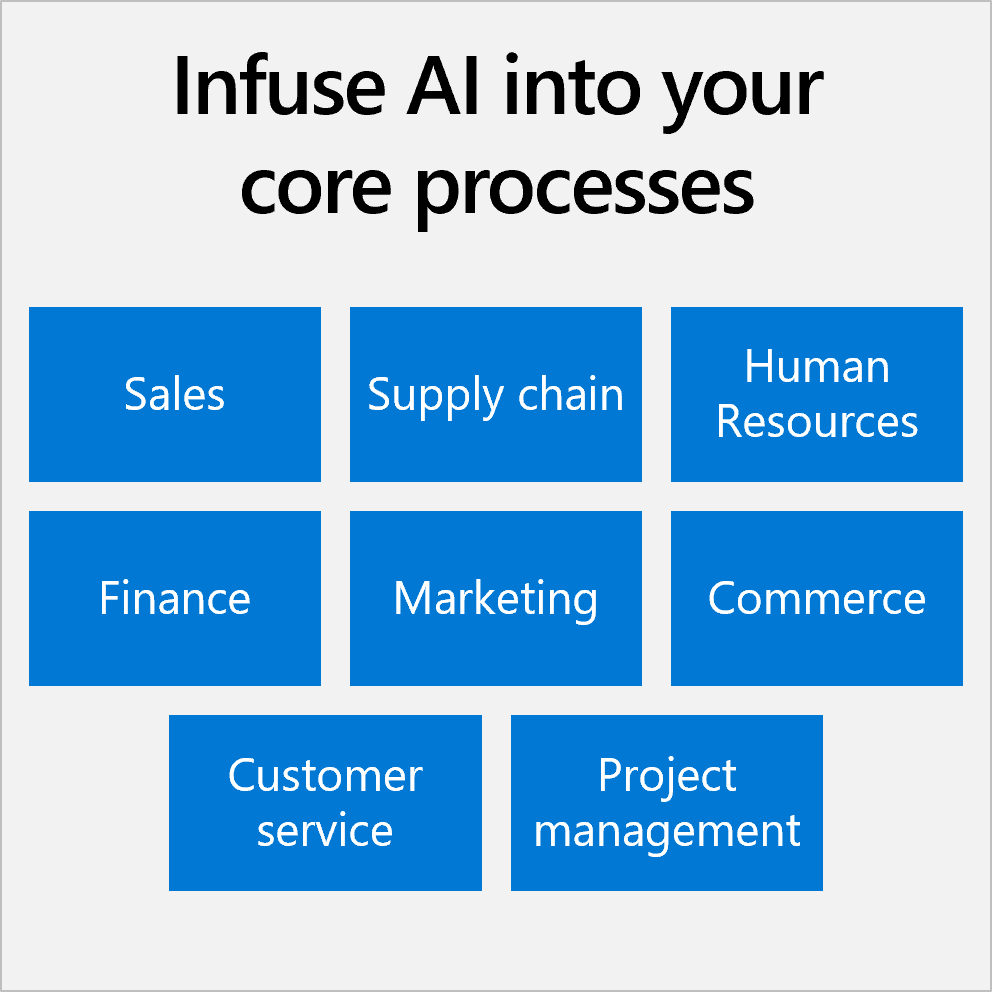 Infuse AI into your
core processes
Sales
Supply chain
Human
Resources
Finance
Marketing
Commerce
Customer
service
Project
management